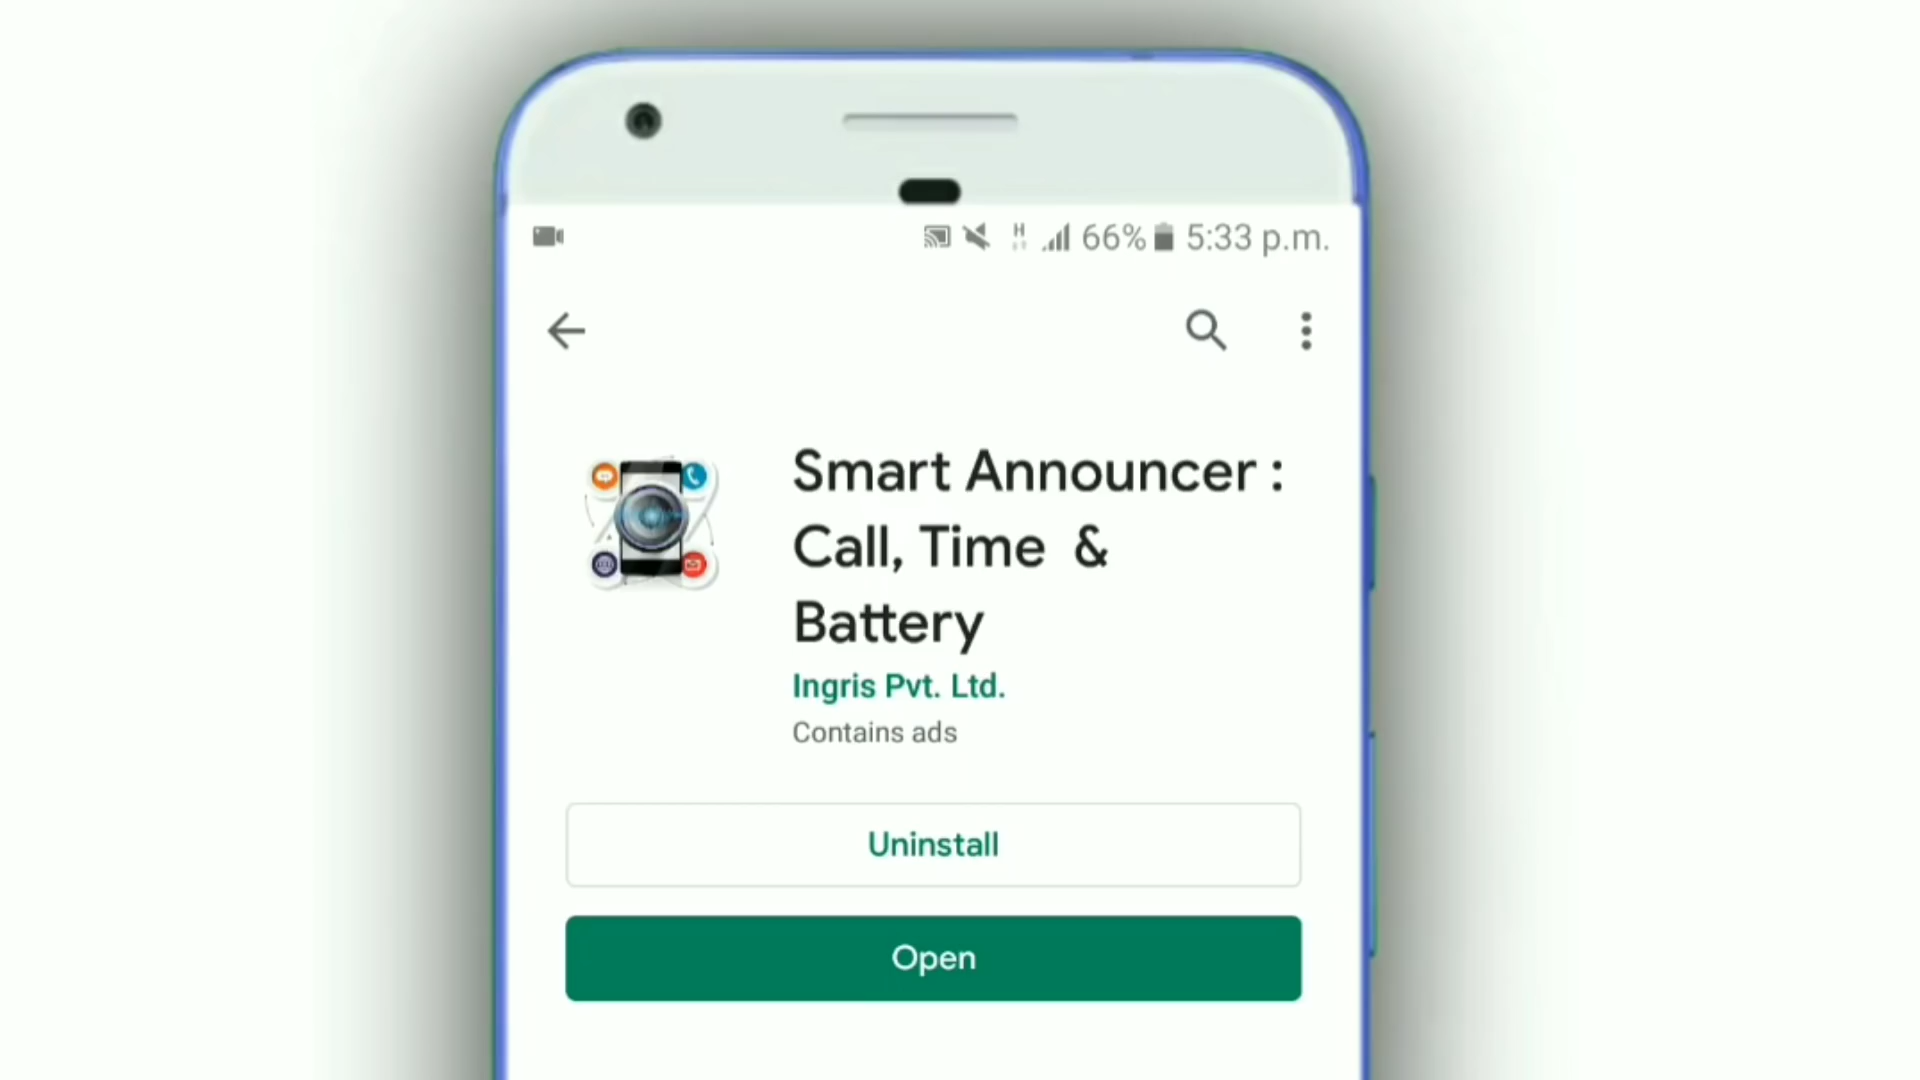 H 66% 5:33 p.m.
Smart Announcer :
Call, Time &
Battery
Ingris Pvt. Ltd.
Contains ads
Uninstall
Open